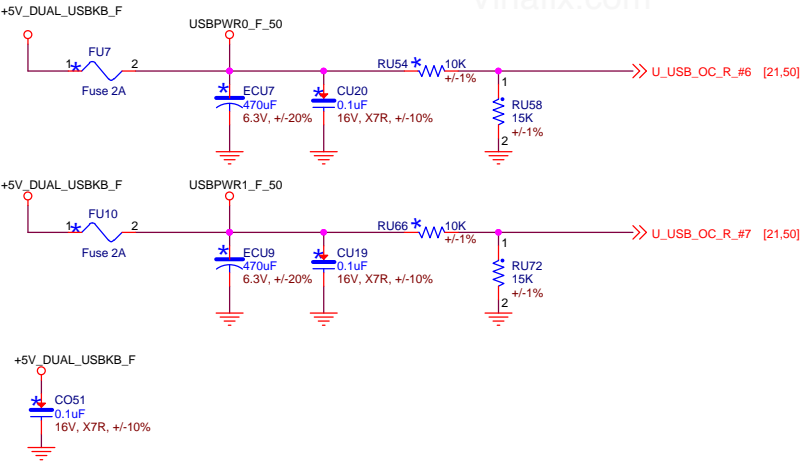 vinafix.com
+5V_DUAL_USBKB_F
USBPWR0_F_50
FU7
1 * 2
Fuse 2A
RU54 * 10K
+/-1%
U_USB_OC_R_#6 [21,50]
* ECU7
470uF
6.3V, +/-20%
* CU20
0.1uF
16V, X7R, +/-10%
1
RU58
15K
+/-1%
2
+5V_DUAL_USBKB_F
USBPWR1_F_50
FU10
1 * 2
Fuse 2A
RU66 * 10K
+/-1%
U_USB_OC_R_#7 [21,50]
* ECU9
470uF
6.3V, +/-20%
* CU19
0.1uF
16V, X7R, +/-10%
1
RU72
15K
+/-1%
2
+5V_DUAL_USBKB_F
* CO51
0.1uF
16V, X7R, +/-10%